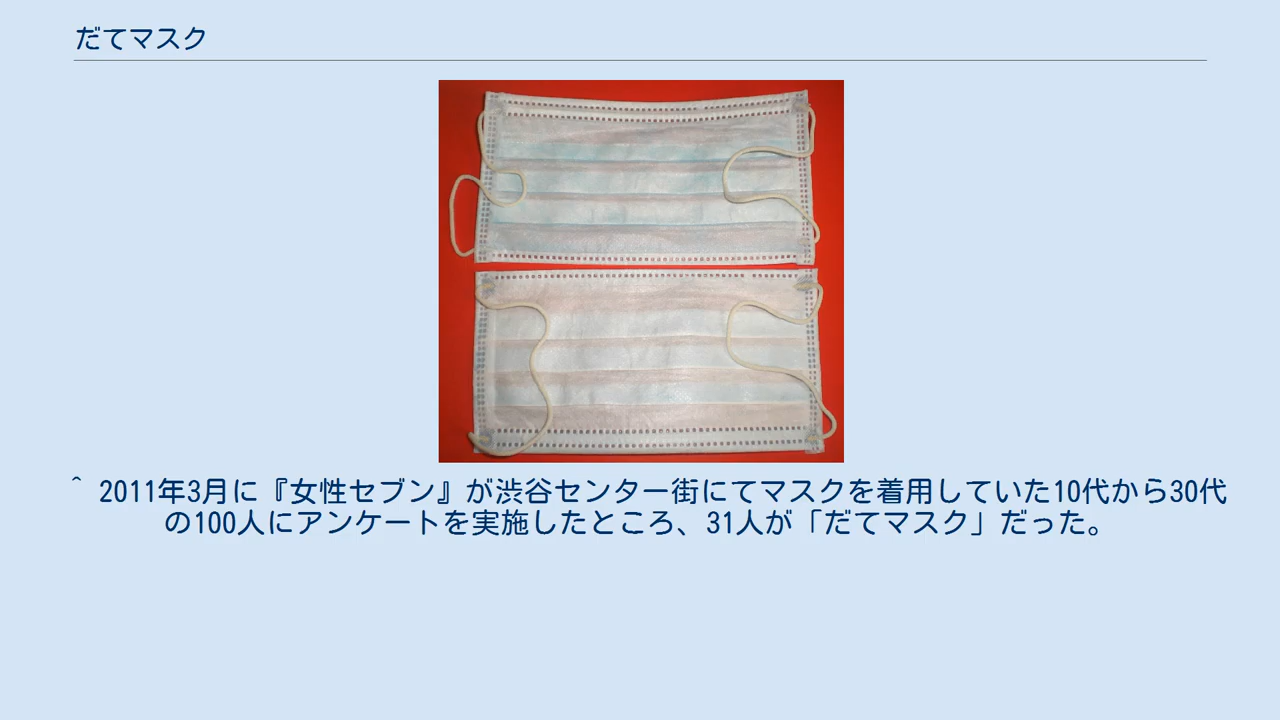 だてマスク
^ 2011年3月に『女性セブン』が渋谷センター街にてマスクを着用していた10代から30代
の100人にアンケートを実施したところ、31人が「だてマスク」だった。